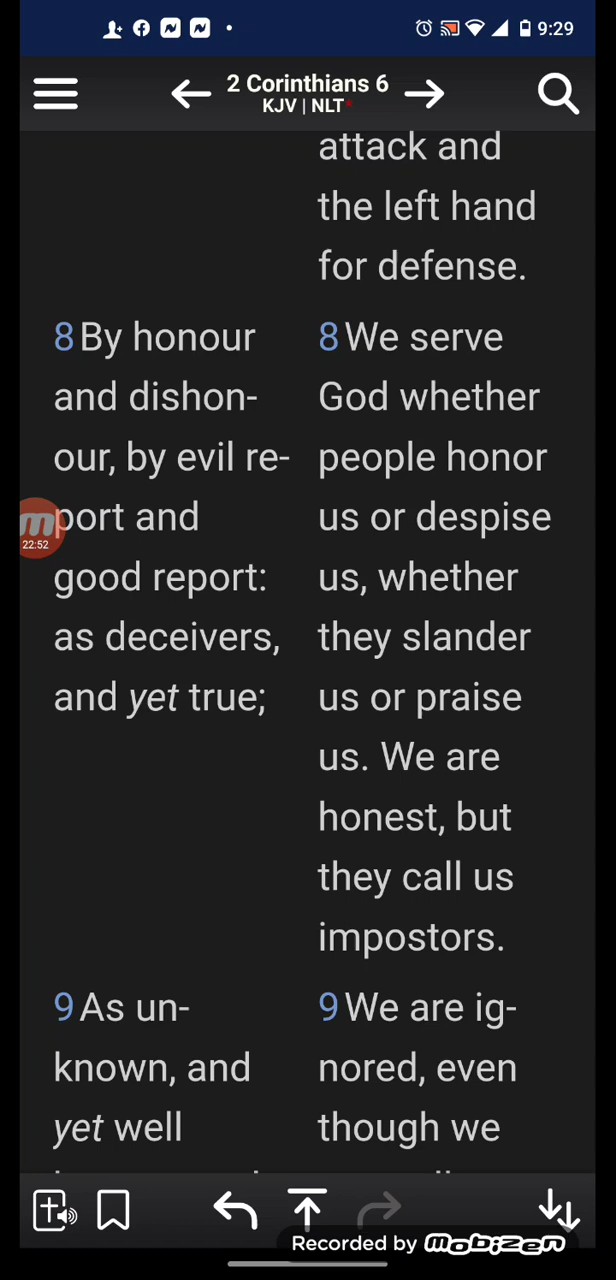 9:29
2 Corinthians 6
KJV | NLT*
attack and
the left hand
for defense.
8 By honour
and dishon-
our, by evil re-
port and
good report:
as deceivers,
and yet true;
8 We serve
God whether
people honor
us or despise
us, whether
they slander
us or praise
us. We are
honest, but
they call us
impostors.
9 As un-
known, and
yet well
9 We are ig-
nored, even
though we
22:52
Recorded by mobizen